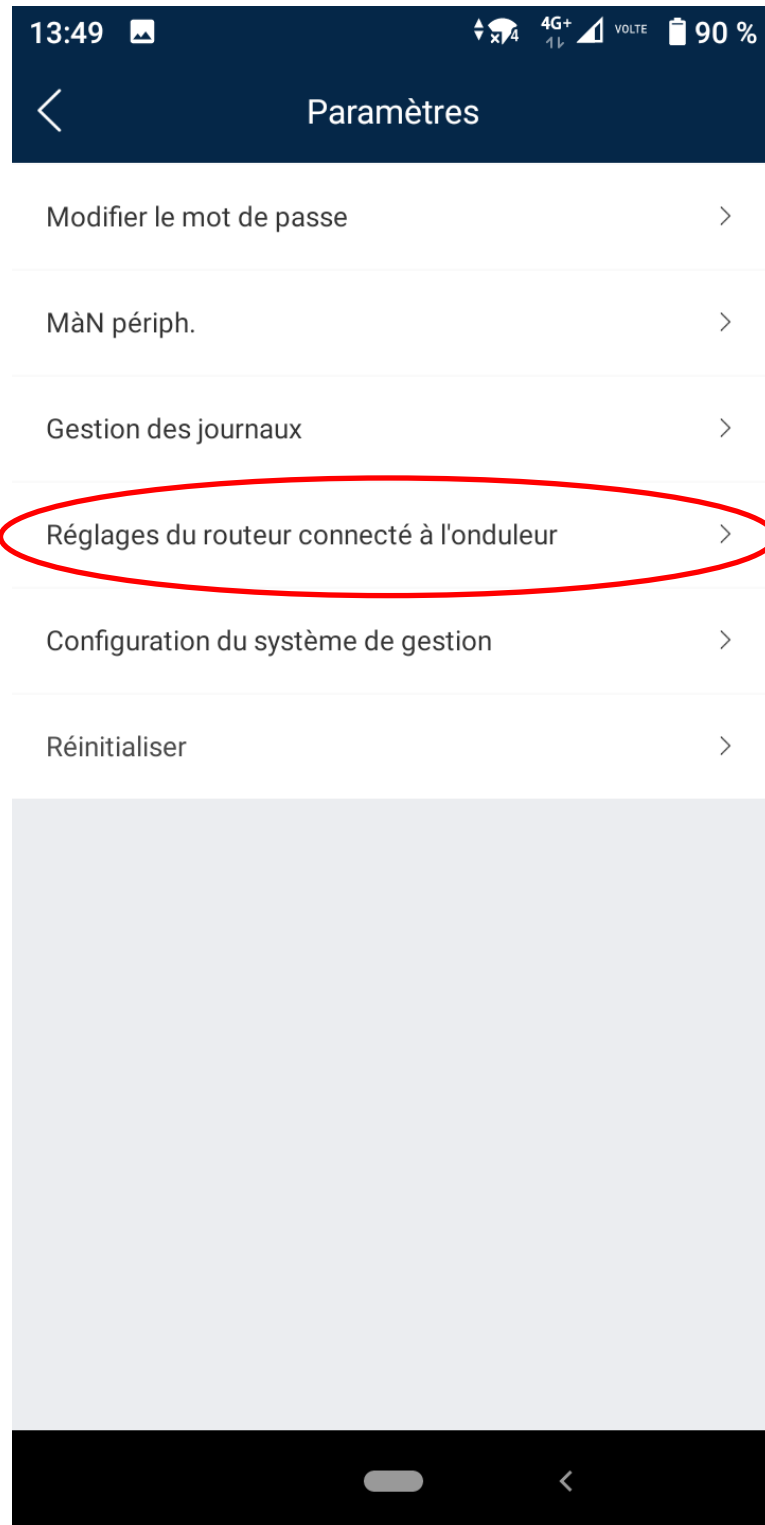 13:49 4G+ VOLTE 90 %
Paramètres
Modifier le mot de passe
MàN périph.
Gestion des journaux
Réglages du routeur connecté à l'onduleur
Configuration du système de gestion
Réinitialiser